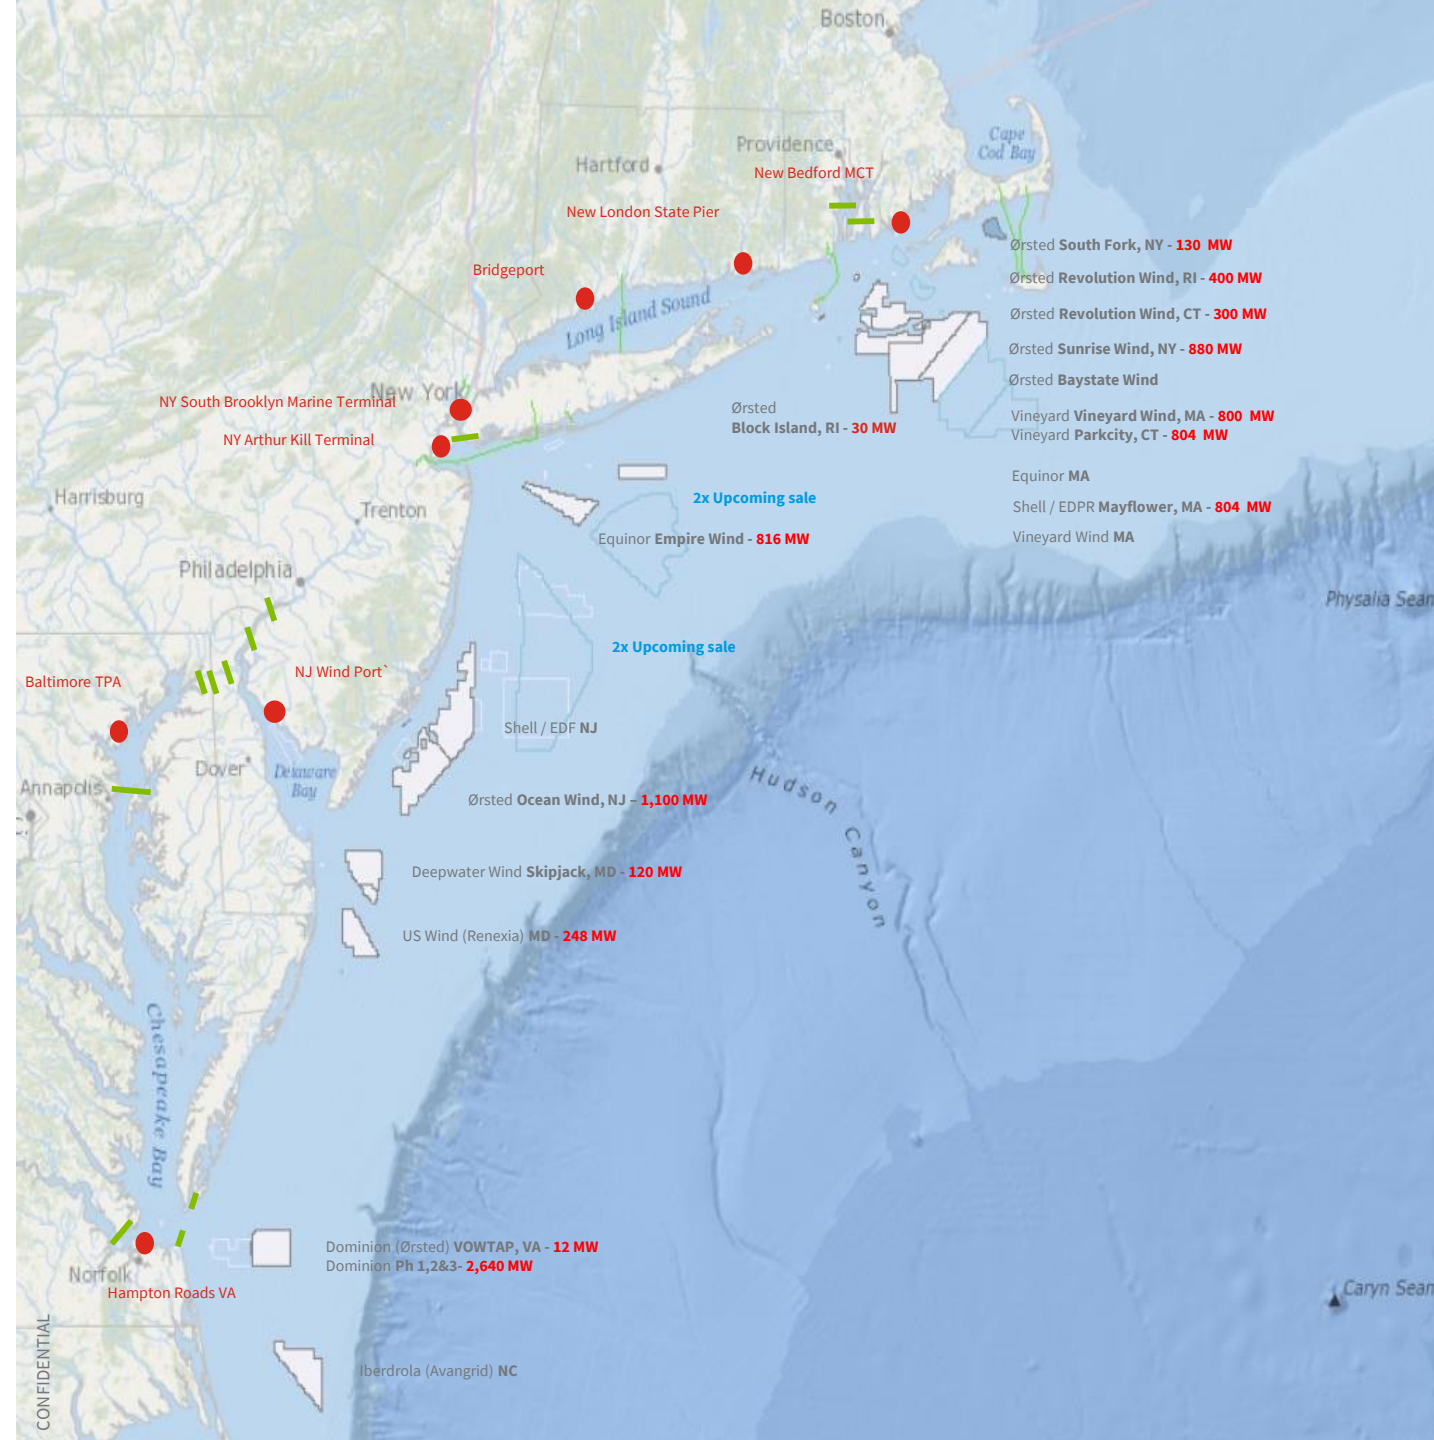 Boston
Cape
Cod Bay
Providence
Hartford
New Bedford MCT
New London State Pier
Bridgeport
Long Island Sound
Ørsted South Fork, NY - 130 MW
Ørsted Revolution Wind, RI - 400 MW
Ørsted Revolution Wind, CT - 300 MW
Ørsted Sunrise Wind, NY - 880 MW
Ørsted Baystate Wind
New York
NY South Brooklyn Marine Terminal
NY Arthur Kill Terminal
Ørsted
Block Island, RI - 30 MW
Vineyard Vineyard Wind, MA - 800 MW
Vineyard Parkcity, CT - 804 MW
Equinor MA
Shell / EDPR Mayflower, MA - 804 MW
Vineyard Wind MA
Harrisburg
Trenton
2x Upcoming sale
Equinor Empire Wind - 816 MW
Philadelphia
Physalia Sean
2x Upcoming sale
Baltimore TPA
NJ Wind Port`
Shell / EDF NJ
Annapolis
Dover
Delaware
Bay
Hudson Canyon
Ørsted Ocean Wind, NJ – 1,100 MW
Deepwater Wind Skipjack, MD - 120 MW
US Wind (Renexia) MD - 248 MW
Chesapeake Bay
Dominion (Ørsted) VOWTAP, VA - 12 MW
Dominion Ph 1,2&3- 2,640 MW
Norfolk
Hampton Roads VA
Caryn Sean
Iberdrola (Avangrid) NC
CONFIDENTIAL